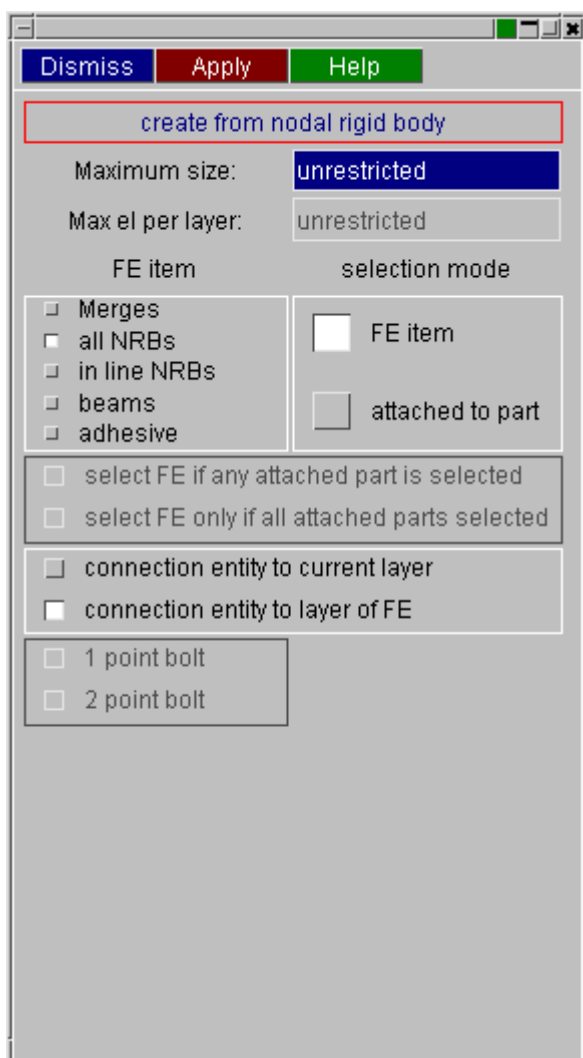 Dismiss Apply Help
create from nodal rigid body
Maximum size: unrestricted
Max el per layer: unrestricted
FE item selection mode
Merges
all NRBs
in line NRBs
beams
adhesive
FE item
attached to part
select FE if any attached part is selected
select FE only if all attached parts selected
connection entity to current layer
connection entity to layer of FE
1 point bolt
2 point bolt